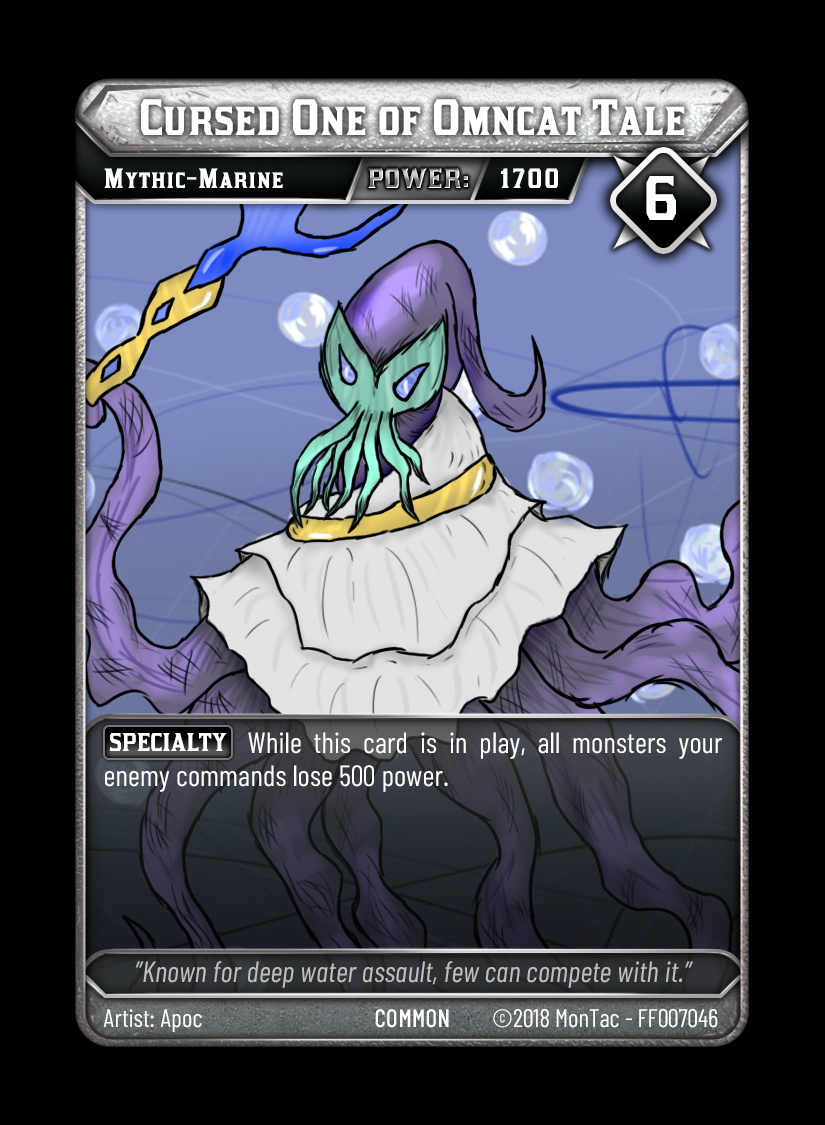 Cursed One of Omncat Tale
Mythic-Marine POWER: 1700
6
SPECIALTY While this card is in play, all monsters your
enemy commands lose 500 power.
"Known for deep water assault, few can compete with it."
Artist: Apoc COMMON ©2018 MonTac - FF007046